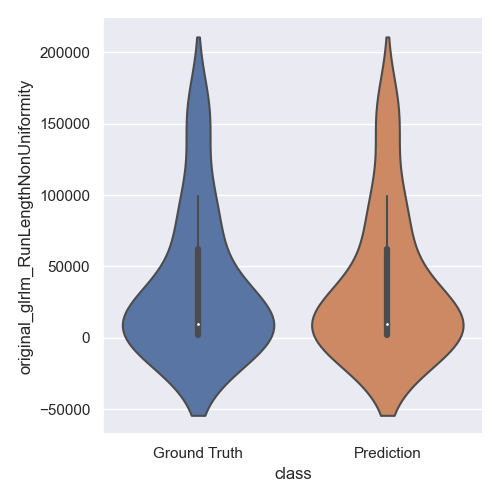 original_glrlm_RunLengthNonUniformity
200000
150000
100000
50000
0
−50000
Ground Truth
Prediction
class